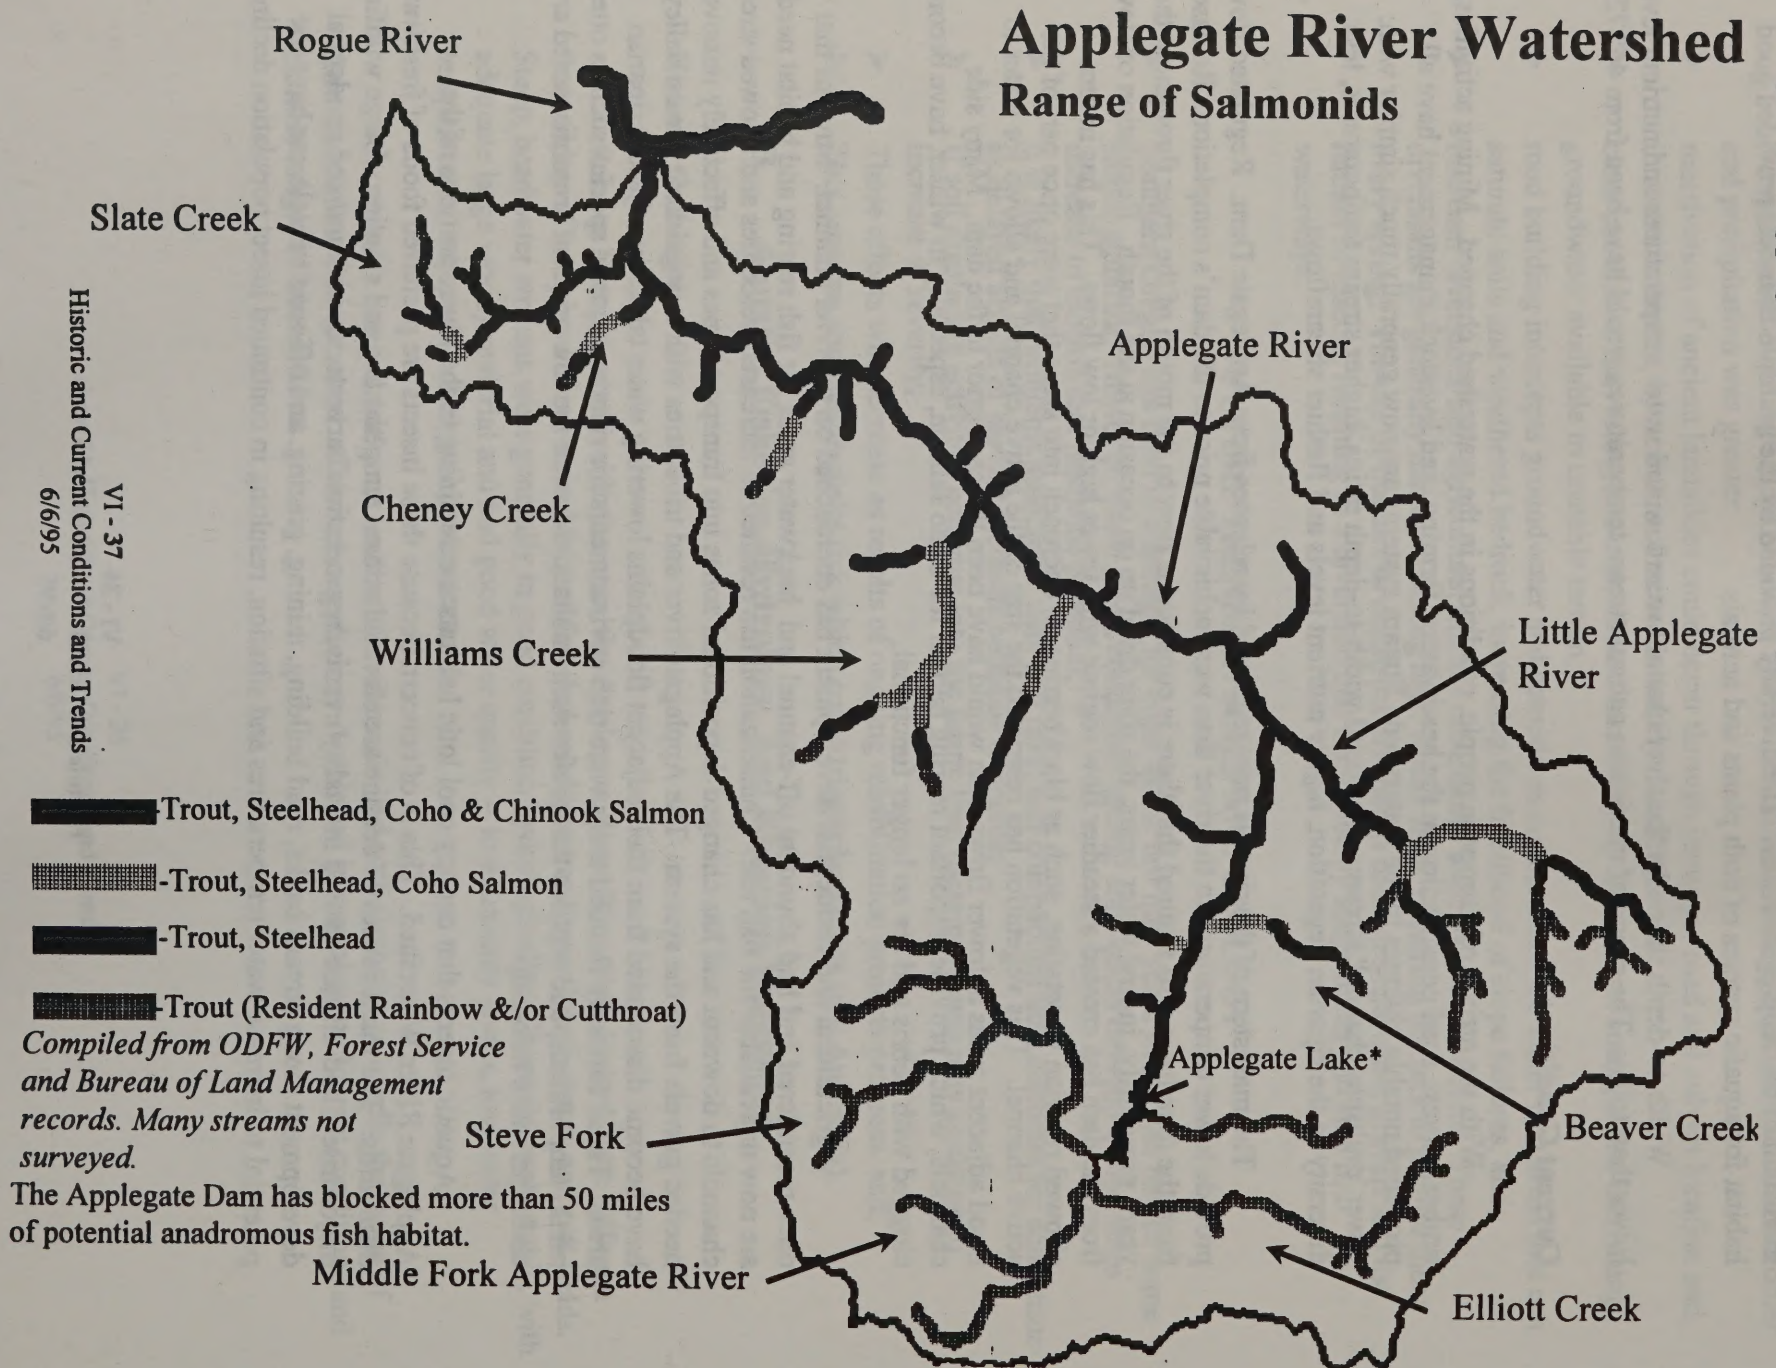 Applegate River Watershed
Range of Salmonids
Rogue River
Slate Creek
Applegate River
Cheney Creek
Williams Creek
Little Applegate
River
VI - 37
Historic and Current Conditions and Trends
6/6/95
-Trout, Steelhead, Coho & Chinook Salmon
-Trout, Steelhead, Coho Salmon
-Trout, Steelhead
-Trout (Resident Rainbow &/or Cutthroat)
Compiled from ODFW, Forest Service
and Bureau of Land Management
records. Many streams not
surveyed.
The Applegate Dam has blocked more than 50 miles
of potential anadromous fish habitat.
Applegate Lake*
Beaver Creek
Steve Fork
Middle Fork Applegate River
Elliott Creek